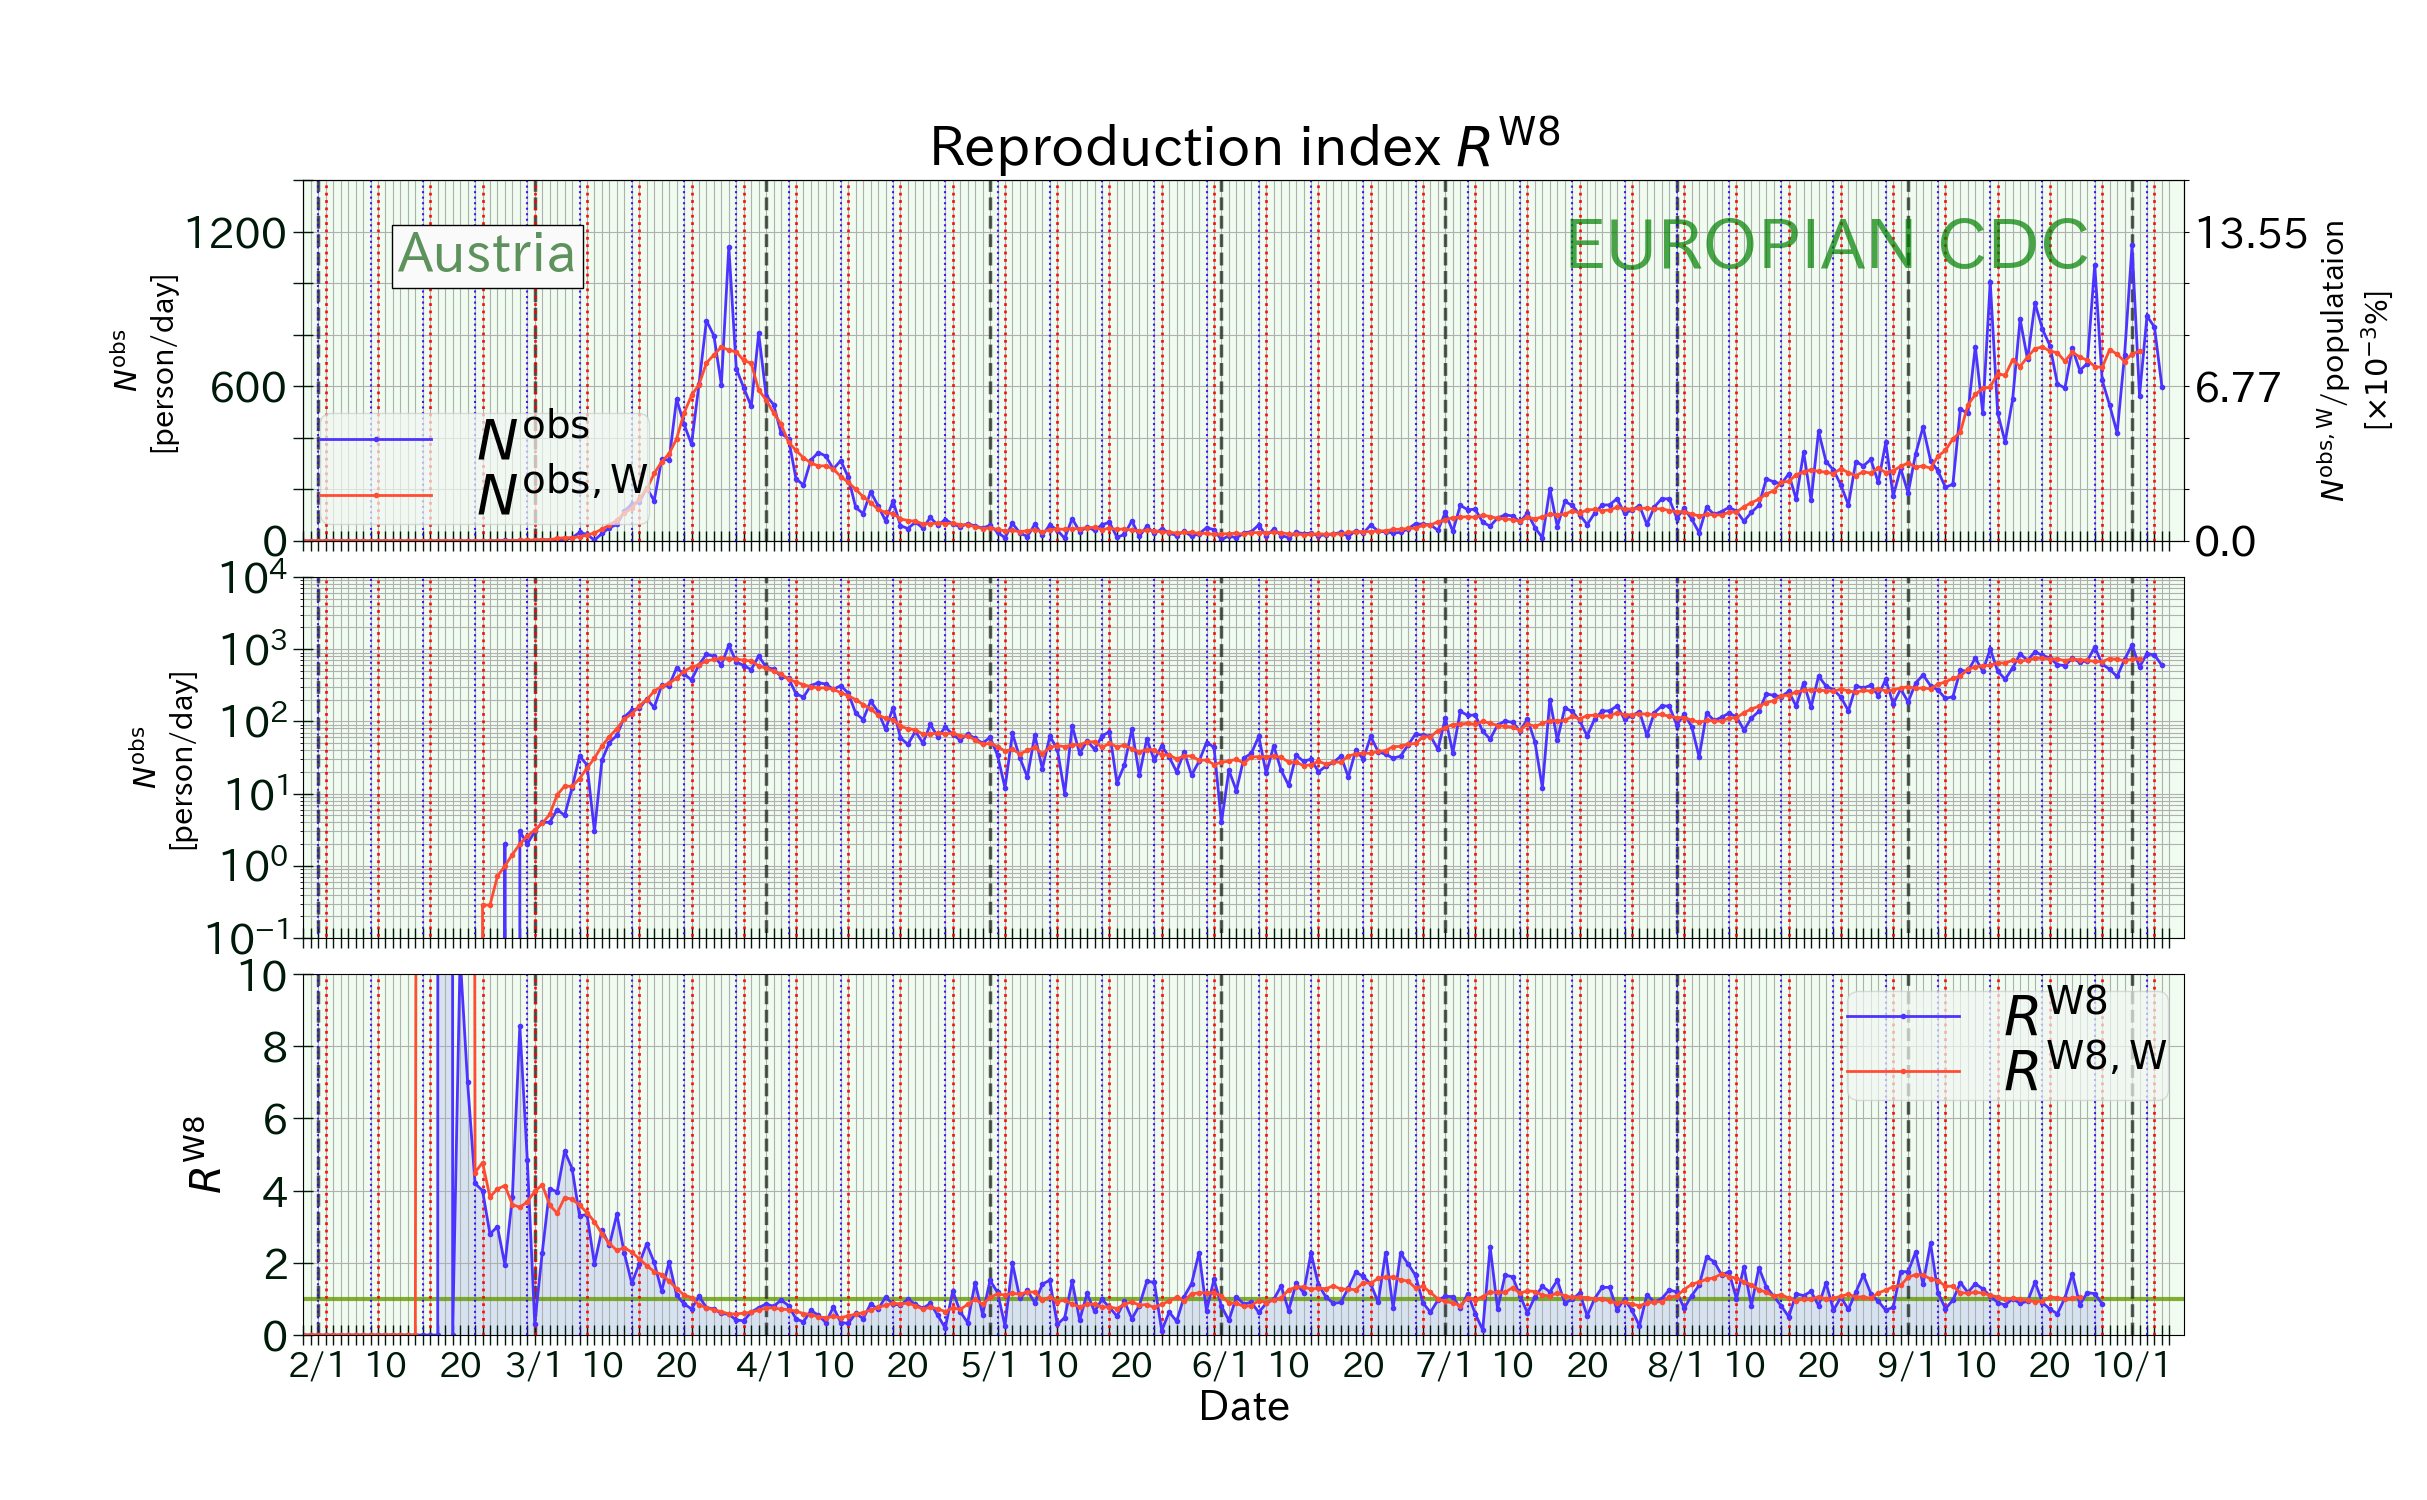 Reproduction index R^W8
Austria
EUROPIAN CDC
N^obs
[person/day]
1200
600
0
N^obs
N^obs, W
13.55
6.77
0.0
N^obs, W/populataion
[×10^−3%]
N^obs
[person/day]
10^4
10^3
10^2
10^1
10^0
10^−1
R^W8
10
8
6
4
2
0
R^W8
R^W8, W
2/1 10 20 3/1 10 20 4/1 10 20 5/1 10 20 6/1 10 20 7/1 10 20 8/1 10 20 9/1 10 20 10/1
Date